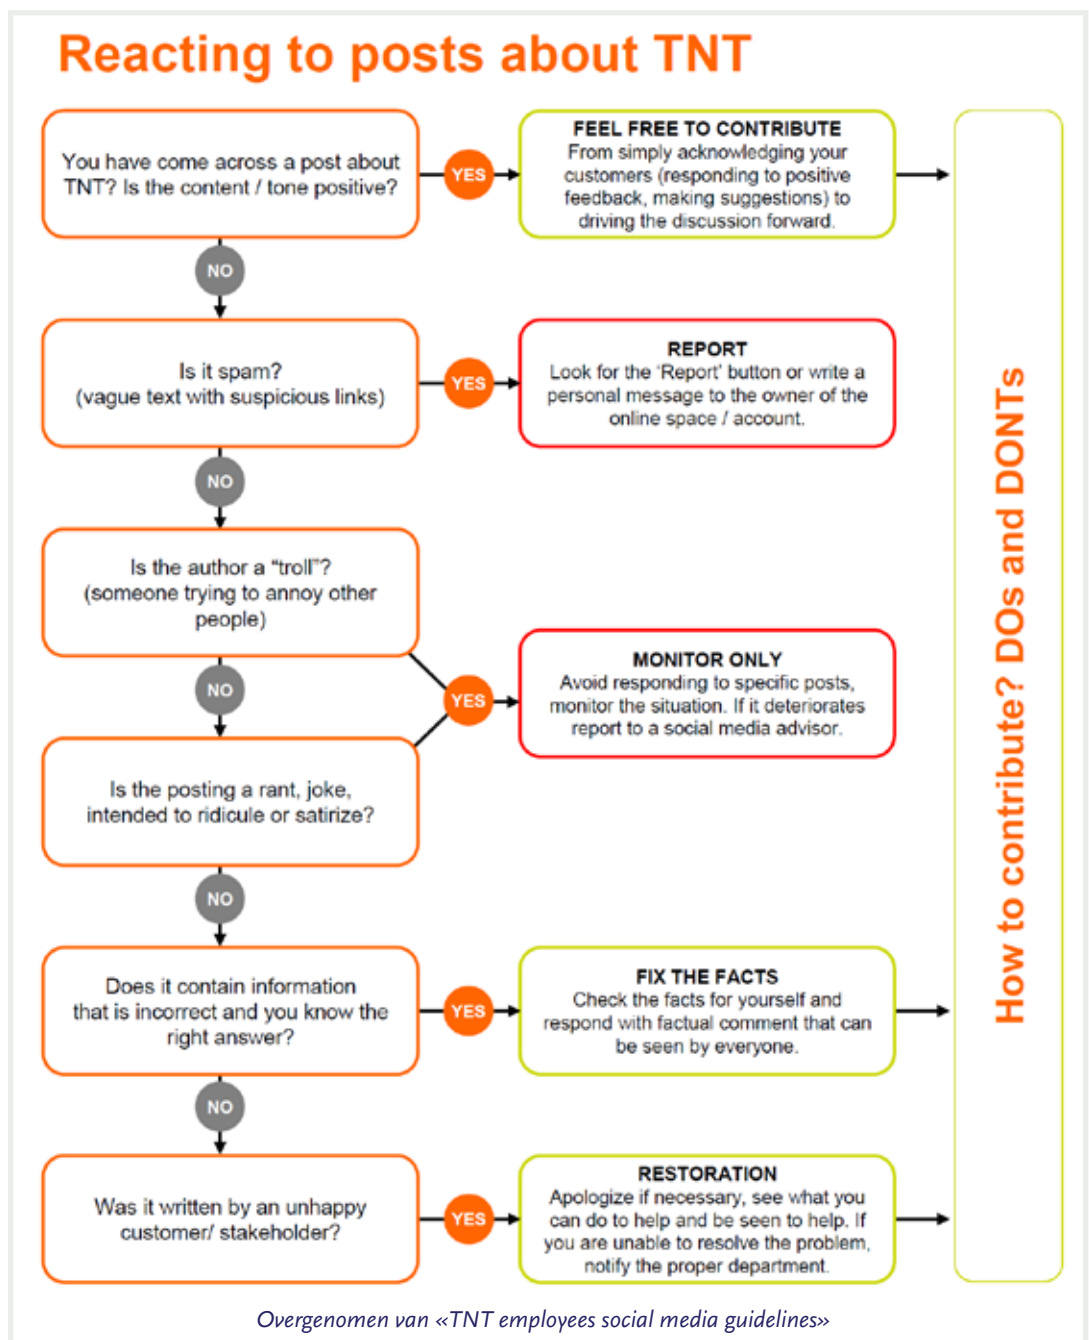 Reacting to posts about TNT
You have come across a post about
TNT? Is the content / tone positive?
YES
FEEL FREE TO CONTRIBUTE
From simply acknowledging your
customers (responding to positive
feedback, making suggestions) to
driving the discussion forward.
NO
Is it spam?
(vague text with suspicious links)
YES
REPORT
Look for the 'Report' button or write a
personal message to the owner of the
online space / account.
NO
Is the author a “troll”?
(someone trying to annoy other
people)
NO
YES
MONITOR ONLY
Avoid responding to specific posts,
monitor the situation. If it deteriorates
report to a social media advisor.
Is the posting a rant, joke,
intended to ridicule or satirize?
NO
Does it contain information
that is incorrect and you know the
right answer?
YES
FIX THE FACTS
Check the facts for yourself and
respond with factual comment that can
be seen by everyone.
NO
Was it written by an unhappy
customer/ stakeholder?
YES
RESTORATION
Apologize if necessary, see what you
can do to help and be seen to help. If
you are unable to resolve the problem,
notify the proper department.
How to contribute? DOs and DONTs
Overgenomen van «TNT employees social media guidelines»